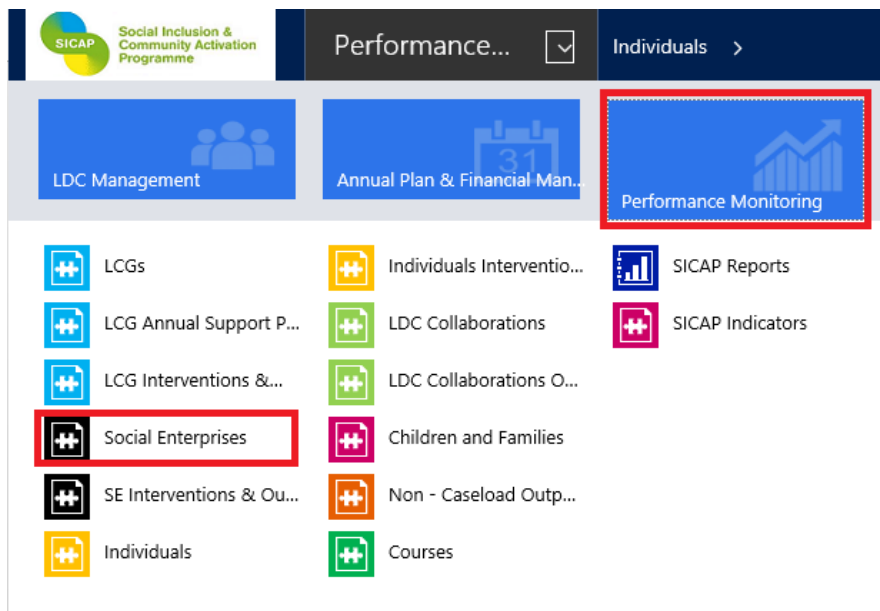 SICAP
Social Inclusion &
Community Activation
Programme
Performance...
Individuals >
LDC Management
31
Annual Plan & Financial Man...
Performance Monitoring
LCGs
Individuals Interventio...
SICAP Reports
LCG Annual Support P...
LDC Collaborations
SICAP Indicators
LCG Interventions &...
LDC Collaborations O...
Social Enterprises
Children and Families
SE Interventions & Ou...
Non - Caseload Outp...
Individuals
Courses